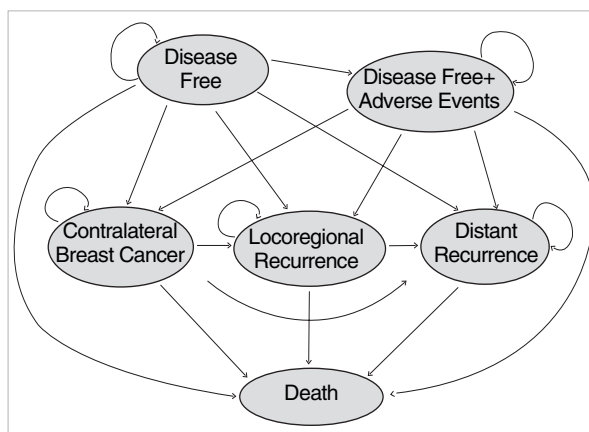 Disease
Free
Disease Free+
Adverse Events
Contralateral
Breast Cancer
Locoregional
Recurrence
Distant
Recurrence
Death